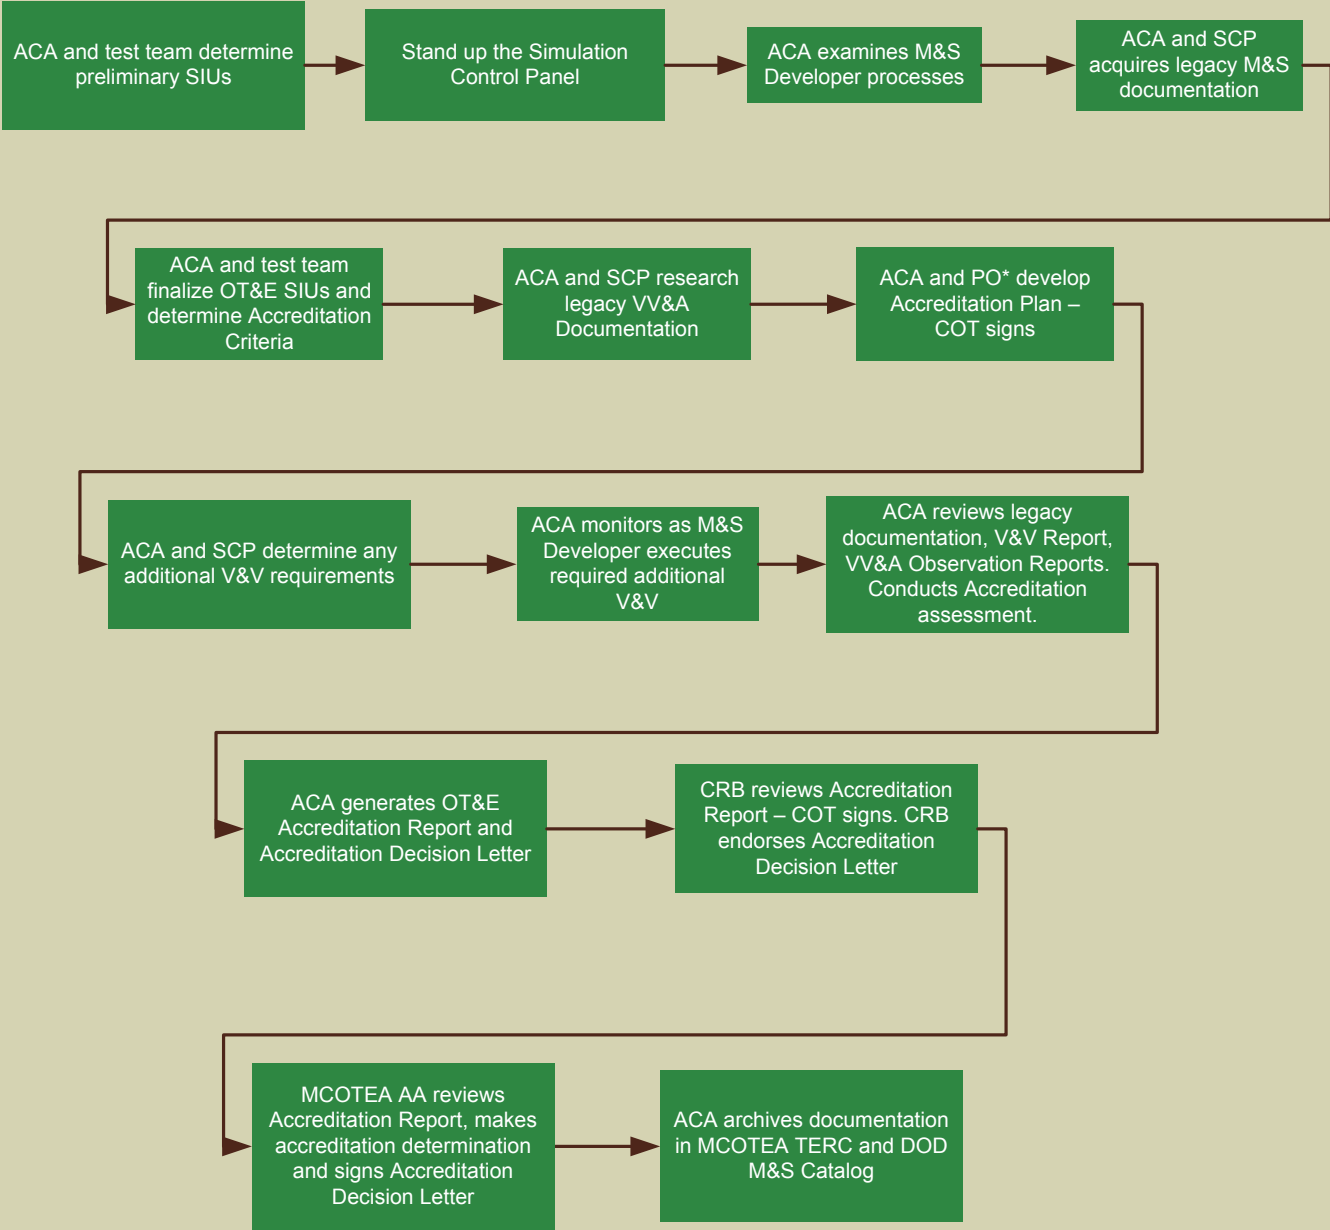 ACA and test team determine
preliminary SIUs
Stand up the Simulation
Control Panel
ACA examines M&S
Developer processes
ACA and SCP
acquires legacy M&S
documentation
ACA and test team
finalize OT&E SIUs and
determine Accreditation
Criteria
ACA and SCP research
legacy VV&A
Documentation
ACA and PO* develop
Accreditation Plan –
COT signs
ACA and SCP determine any
additional V&V requirements
ACA monitors as M&S
Developer executes
required additional
V&V
ACA reviews legacy
documentation, V&V Report,
VV&A Observation Reports.
Conducts Accreditation
assessment.
ACA generates OT&E
Accreditation Report and
Accreditation Decision Letter
CRB reviews Accreditation
Report – COT signs. CRB
endorses Accreditation
Decision Letter
MCOTEA AA reviews
Accreditation Report, makes
accreditation determination
and signs Accreditation
Decision Letter
ACA archives documentation
in MCOTEA TERC and DOD
M&S Catalog